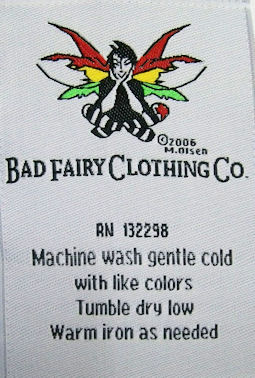 ©2006
M.Olsen
BAD FAIRY CLOTHING CO.
RN 132298
Machine wash gentle cold
with like colors
Tumble dry low
Warm iron as needed